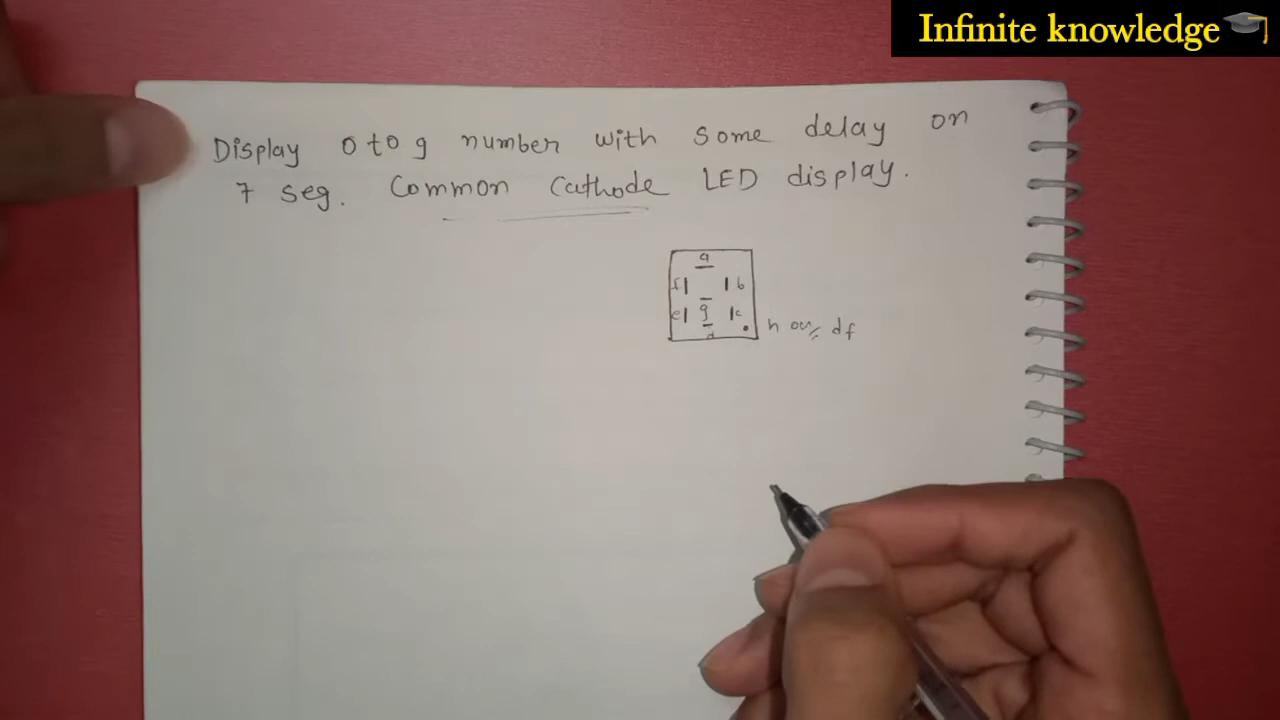 Infinite knowledge
Display 0 to 9 number with some delay on
7 seg. Common Cathode LED display.
a
f b
g
e c
d
h or df